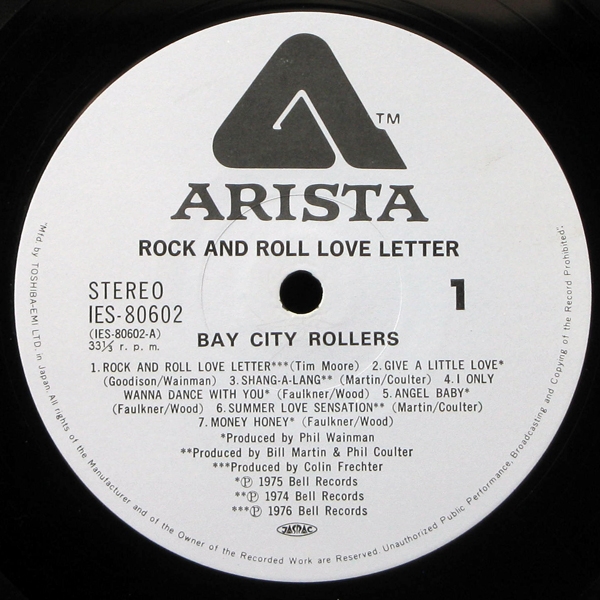 TM
ARISTA
ROCK AND ROLL LOVE LETTER
STEREO
IES-80602
(IES-80602-A)
33⅓ r. p. m.
1
BAY CITY ROLLERS
1. ROCK AND ROLL LOVE LETTER*** (Tim Moore) 2. GIVE A LITTLE LOVE*
(Goodison/Wainman) 3. SHANG-A-LANG** (Martin/Coulter) 4. I ONLY
WANNA DANCE WITH YOU* (Faulkner/Wood) 5. ANGEL BABY*
(Faulkner/Wood) 6. SUMMER LOVE SENSATION** (Martin/Coulter)
7. MONEY HONEY* (Faulkner/Wood)
*Produced by Phil Wainman
**Produced by Bill Martin & Phil Coulter
***Produced by Colin Frechter
*Ⓟ 1975 Bell Records
**Ⓟ 1974 Bell Records
***Ⓟ 1976 Bell Records
JASRAC
"Mfd. by TOSHIBA-EMI LTD. in Japan. All rights of the Manufacturer and of the Owner of the Recorded Work are Reserved. Unauthorized Public Performance, Broadcasting and Copying of the Record Prohibited".